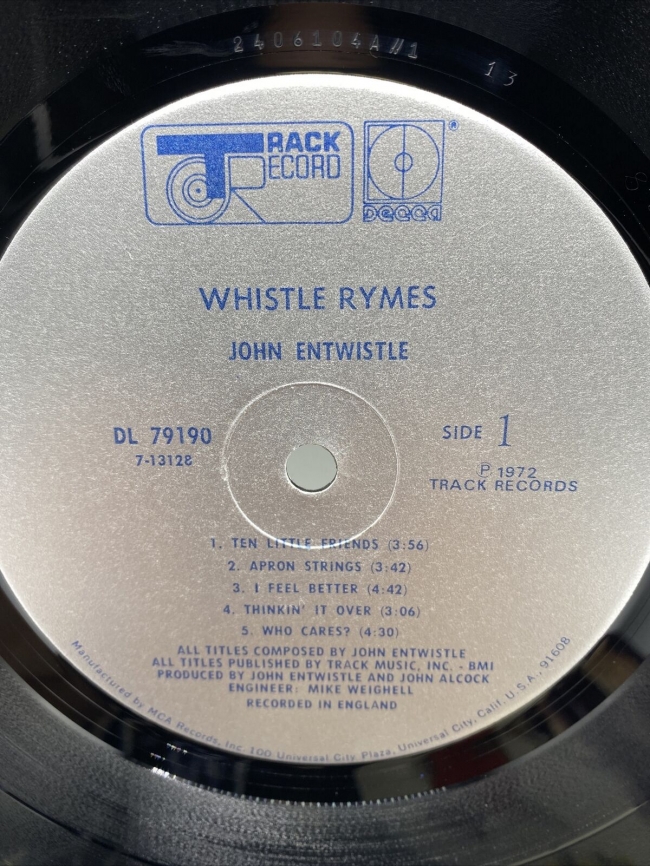 2406104A//1
13
TRACK RECORD
DECCA ®
WHISTLE RYMES
JOHN ENTWISTLE
DL 79190
7-13128
SIDE 1
℗ 1972
TRACK RECORDS
1. TEN LITTLE FRIENDS (3:56)
2. APRON STRINGS (3:42)
3. I FEEL BETTER (4:42)
4. THINKIN' IT OVER (3:06)
5. WHO CARES? (4:30)
ALL TITLES COMPOSED BY JOHN ENTWISTLE
ALL TITLES PUBLISHED BY TRACK MUSIC, INC. - BMI
PRODUCED BY JOHN ENTWISTLE AND JOHN ALCOCK
ENGINEER: MIKE WEIGHELL
RECORDED IN ENGLAND
Manufactured by MCA Records, Inc. 100 Universal City Plaza, Universal City, Calif. U.S.A., 91608